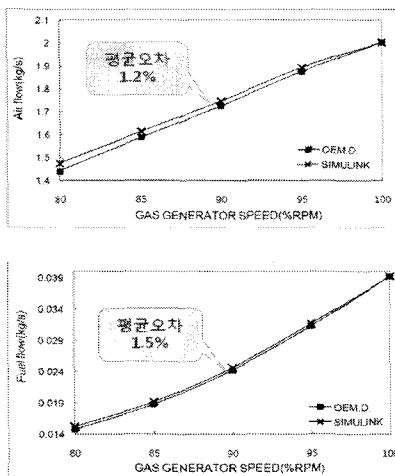 2.1
2
1.9
1.8
1.7
1.6
1.5
1.4
Air flow(kg/s)
평균오차
1.2%
OEM.D.
SIMULINK
80 85 90 95 100
GAS GENERATOR SPEED(%RPM)
0.039
0.034
0.029
0.024
0.019
0.014
Fuel flow(kg/s)
평균오차
1.5%
OEM.D.
SIMULINK
80 85 90 95 100
GAS GENERATOR SPEED(%RPM)